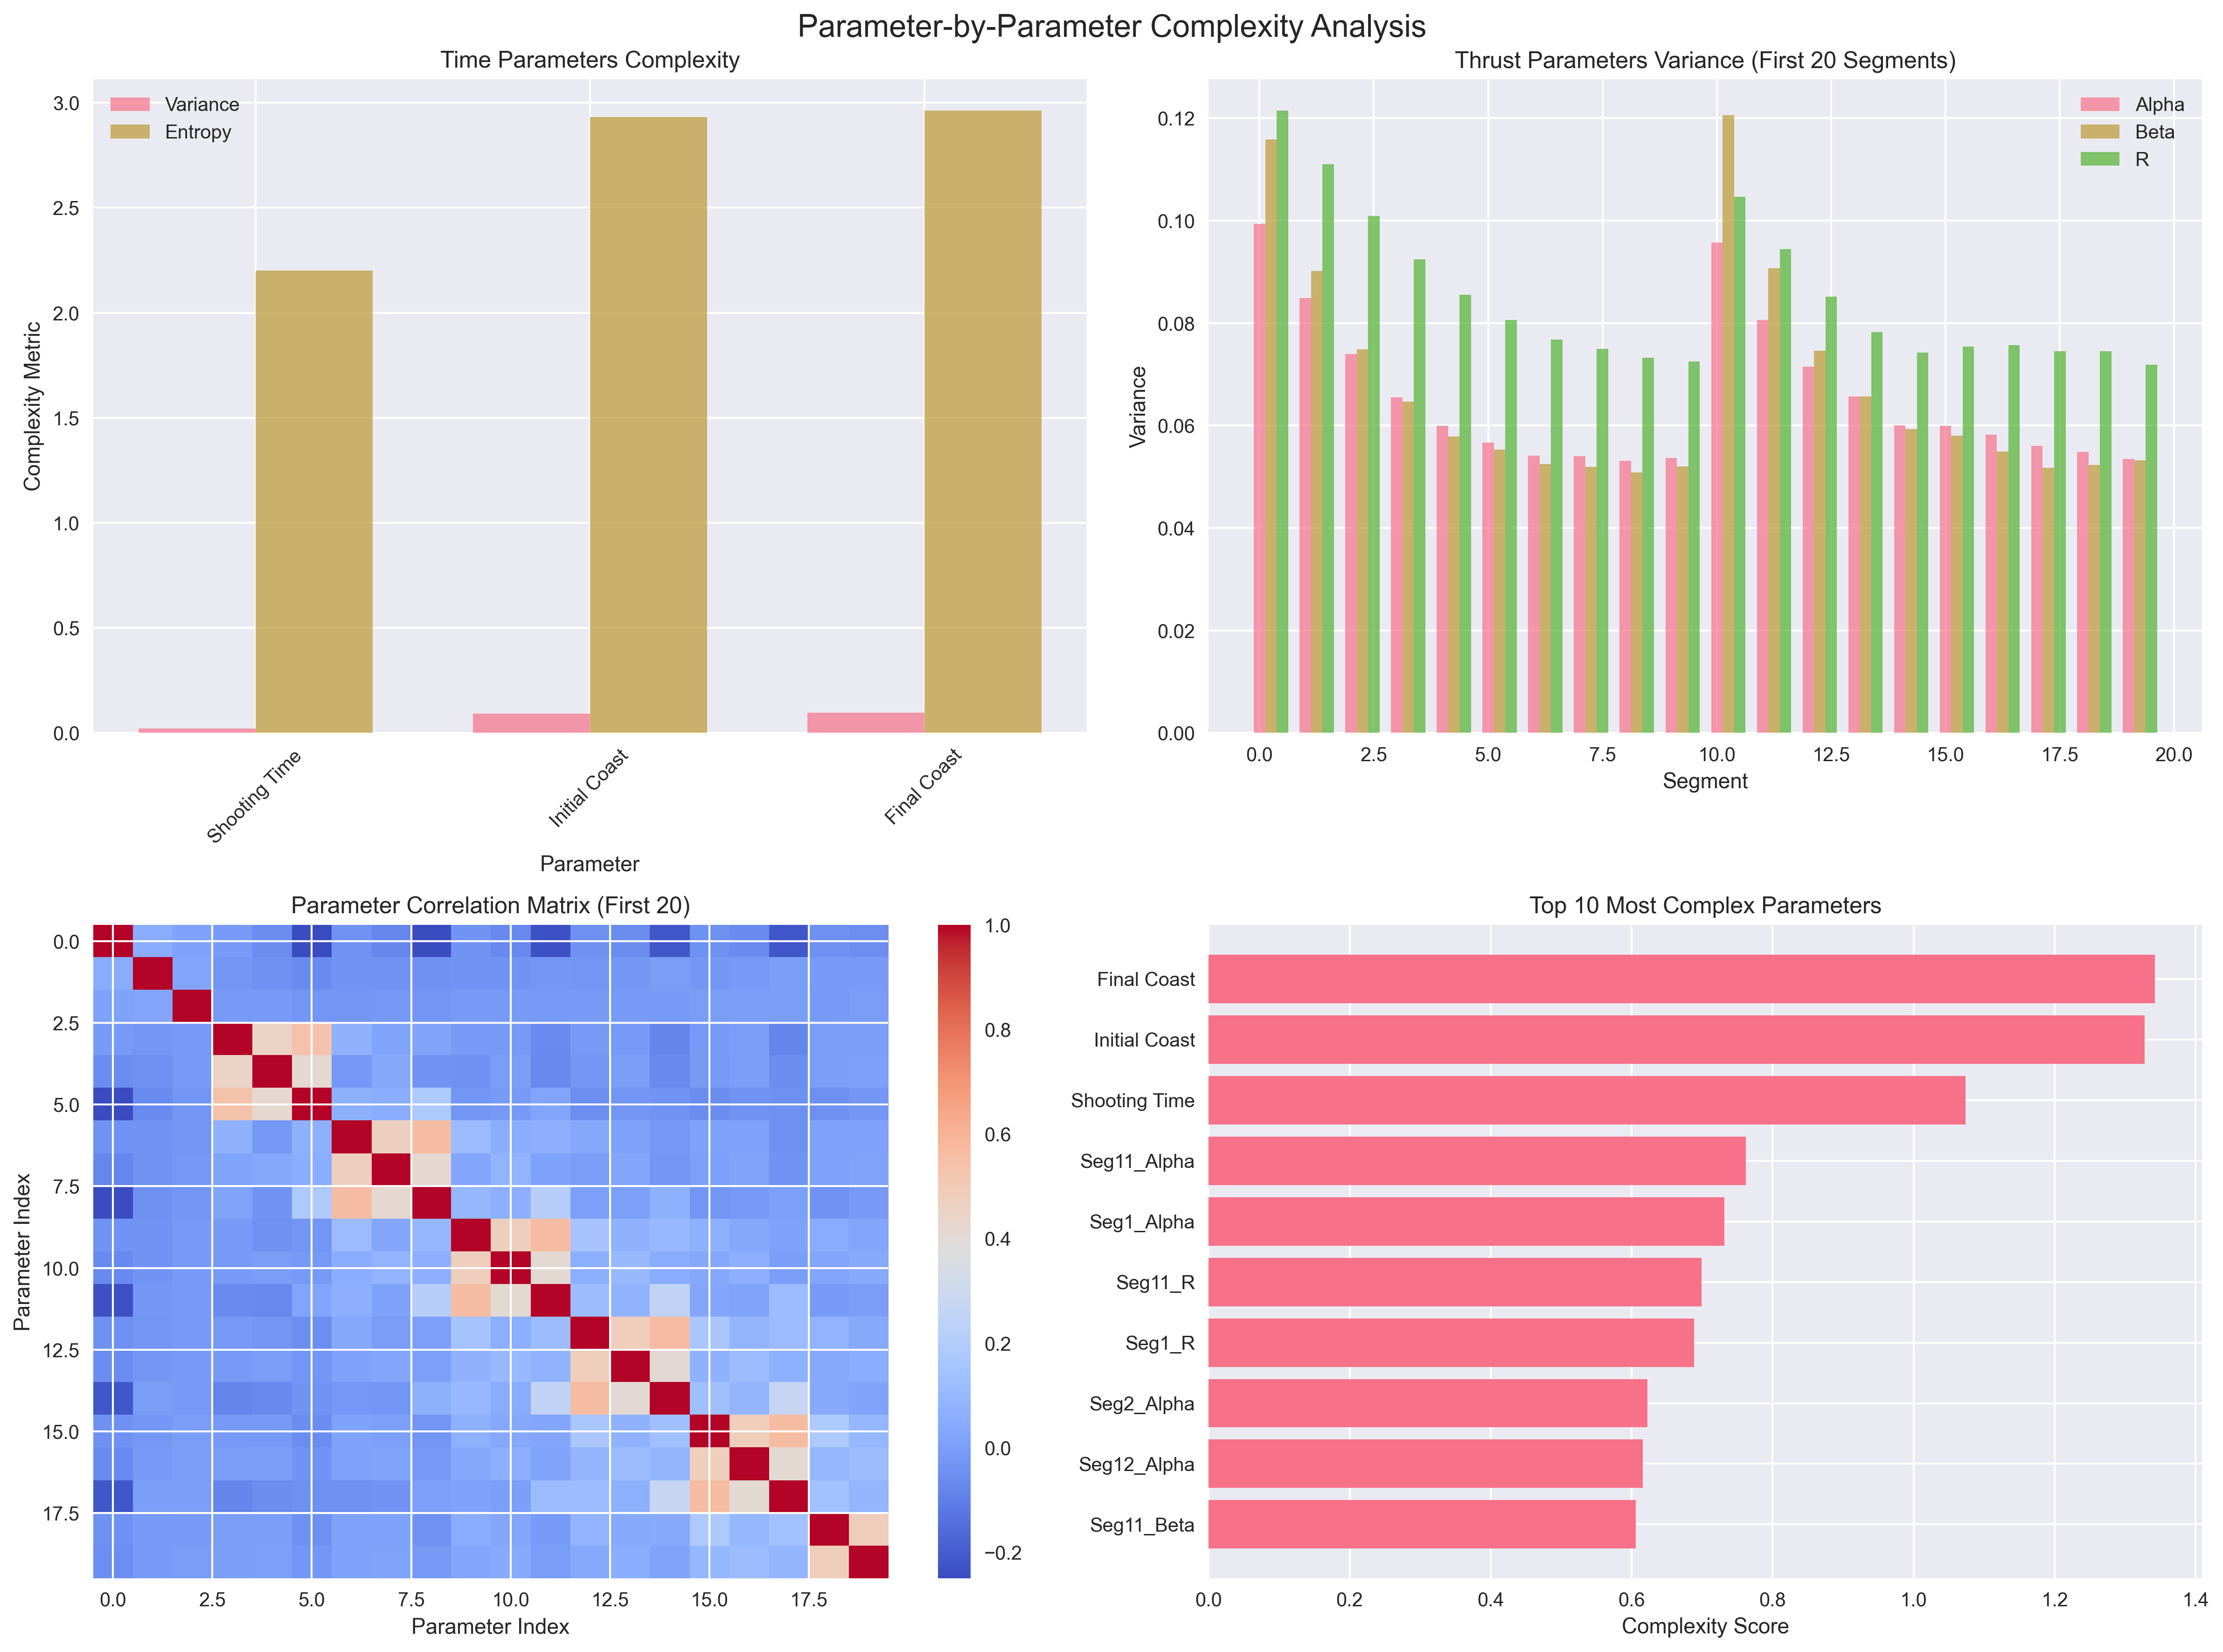 Parameter-by-Parameter Complexity Analysis
Time Parameters Complexity
Variance
Entropy
3.0
2.5
2.0
1.5
1.0
0.5
0.0
Complexity Metric
Shooting Time
Initial Coast
Final Coast
Parameter
Thrust Parameters Variance (First 20 Segments)
Alpha
Beta
R
0.12
0.10
0.08
0.06
0.04
0.02
0.00
Variance
0.0 2.5 5.0 7.5 10.0 12.5 15.0 17.5 20.0
Segment
Parameter Correlation Matrix (First 20)
0.0
2.5
5.0
7.5
10.0
12.5
15.0
17.5
Parameter Index
0.0 2.5 5.0 7.5 10.0 12.5 15.0 17.5
Parameter Index
1.0
0.8
0.6
0.4
0.2
0.0
−0.2
Top 10 Most Complex Parameters
Final Coast
Initial Coast
Shooting Time
Seg11_Alpha
Seg1_Alpha
Seg11_R
Seg1_R
Seg2_Alpha
Seg12_Alpha
Seg11_Beta
0.0 0.2 0.4 0.6 0.8 1.0 1.2 1.4
Complexity Score